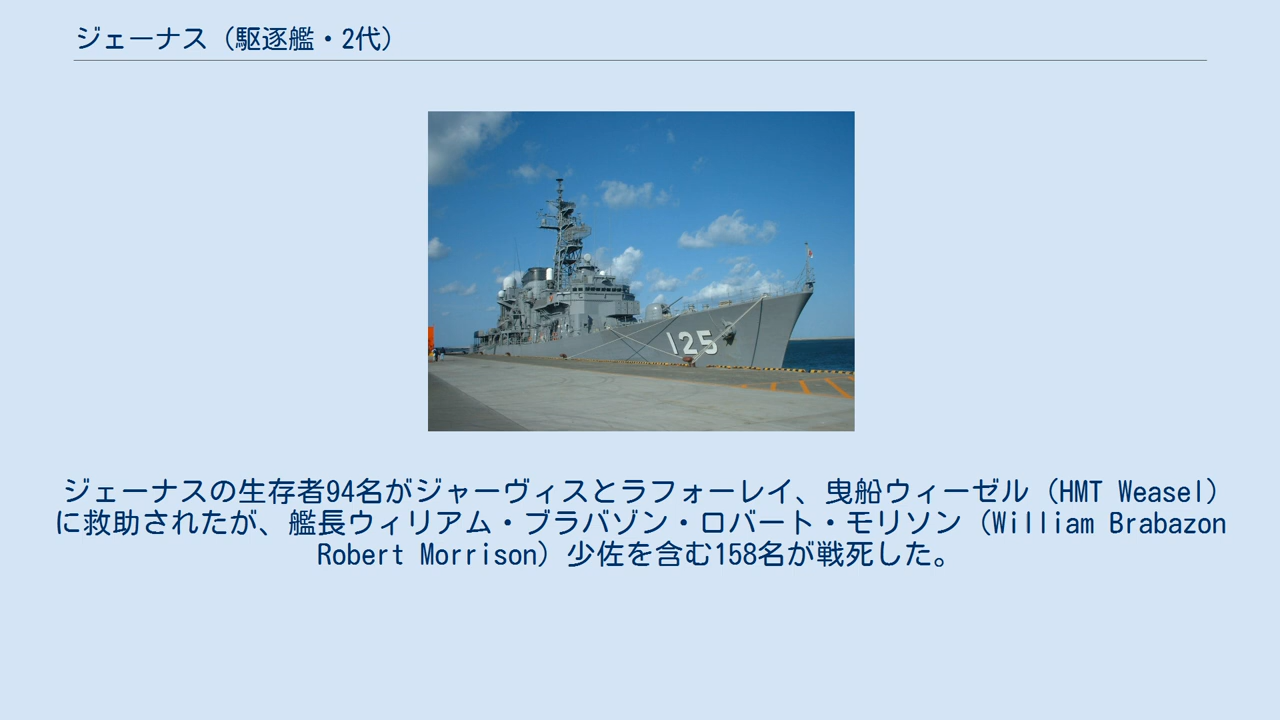 ジェーナス（駆逐艦・2代）
125
ジェーナスの生存者94名がジャーヴィスとラフォーレイ、曳船ウィーゼル（HMT Weasel）
に救助されたが、艦長ウィリアム・ブラバゾン・ロバート・モリソン（William Brabazon
Robert Morrison）少佐を含む158名が戦死した。